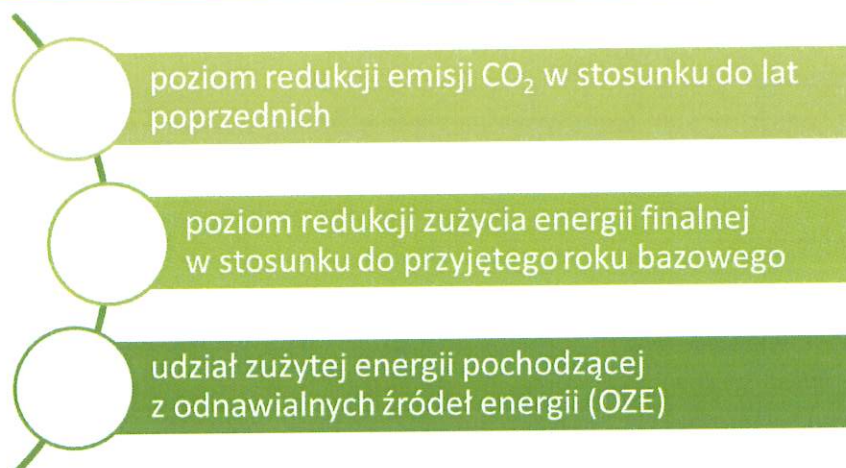 poziom redukcji emisji CO₂ w stosunku do lat
poprzednich
poziom redukcji zużycia energii finalnej
w stosunku do przyjętego roku bazowego
udział zużytej energii pochodzącej
z odnawialnych źródeł energii (OZE)